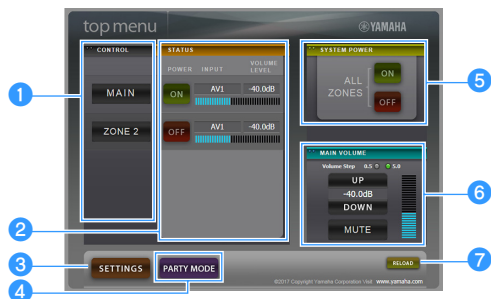 top menu
YAMAHA
CONTROL
STATUS
SYSTEM POWER
POWER INPUT VOLUME LEVEL
MAIN
ON
AV1
-40.0dB
ZONE 2
OFF
AV1
-40.0dB
ALL ZONES
ON
OFF
MAIN VOLUME
Volume Step 0.5 5.0
UP
-40.0dB
DOWN
MUTE
SETTINGS
PARTY MODE
RELOAD
©2017 Copyright Yamaha Corporation Visit www.yamaha.com
1
2
3
4
5
6
7